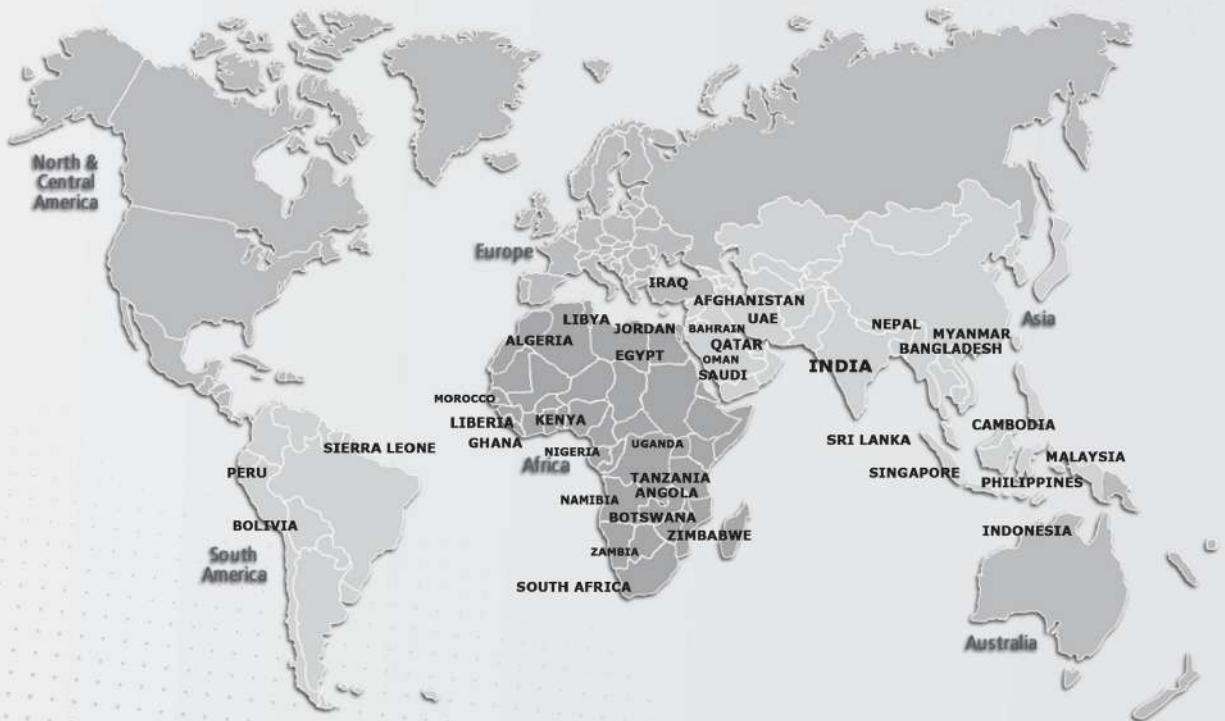 North &
Central
America
Europe
IRAQ
AFGHANISTAN
LIBYA
JORDAN
BAHRAIN
UAE
Asia
NEPAL
MYANMAR
ALGERIA
EGYPT
QATAR
BANGLADESH
OMAN
SAUDI
INDIA
MOROCCO
LIBERIA
KENYA
CAMBODIA
GHANA
UGANDA
SRI LANKA
SIERRA LEONE
NIGERIA
MALAYSIA
Africa
PERU
SINGAPORE
TANZANIA
PHILIPPINES
ANGOLA
NAMIBIA
BOTSWANA
BOLIVIA
ZIMBABWE
INDONESIA
South
America
ZAMBIA
SOUTH AFRICA
Australia